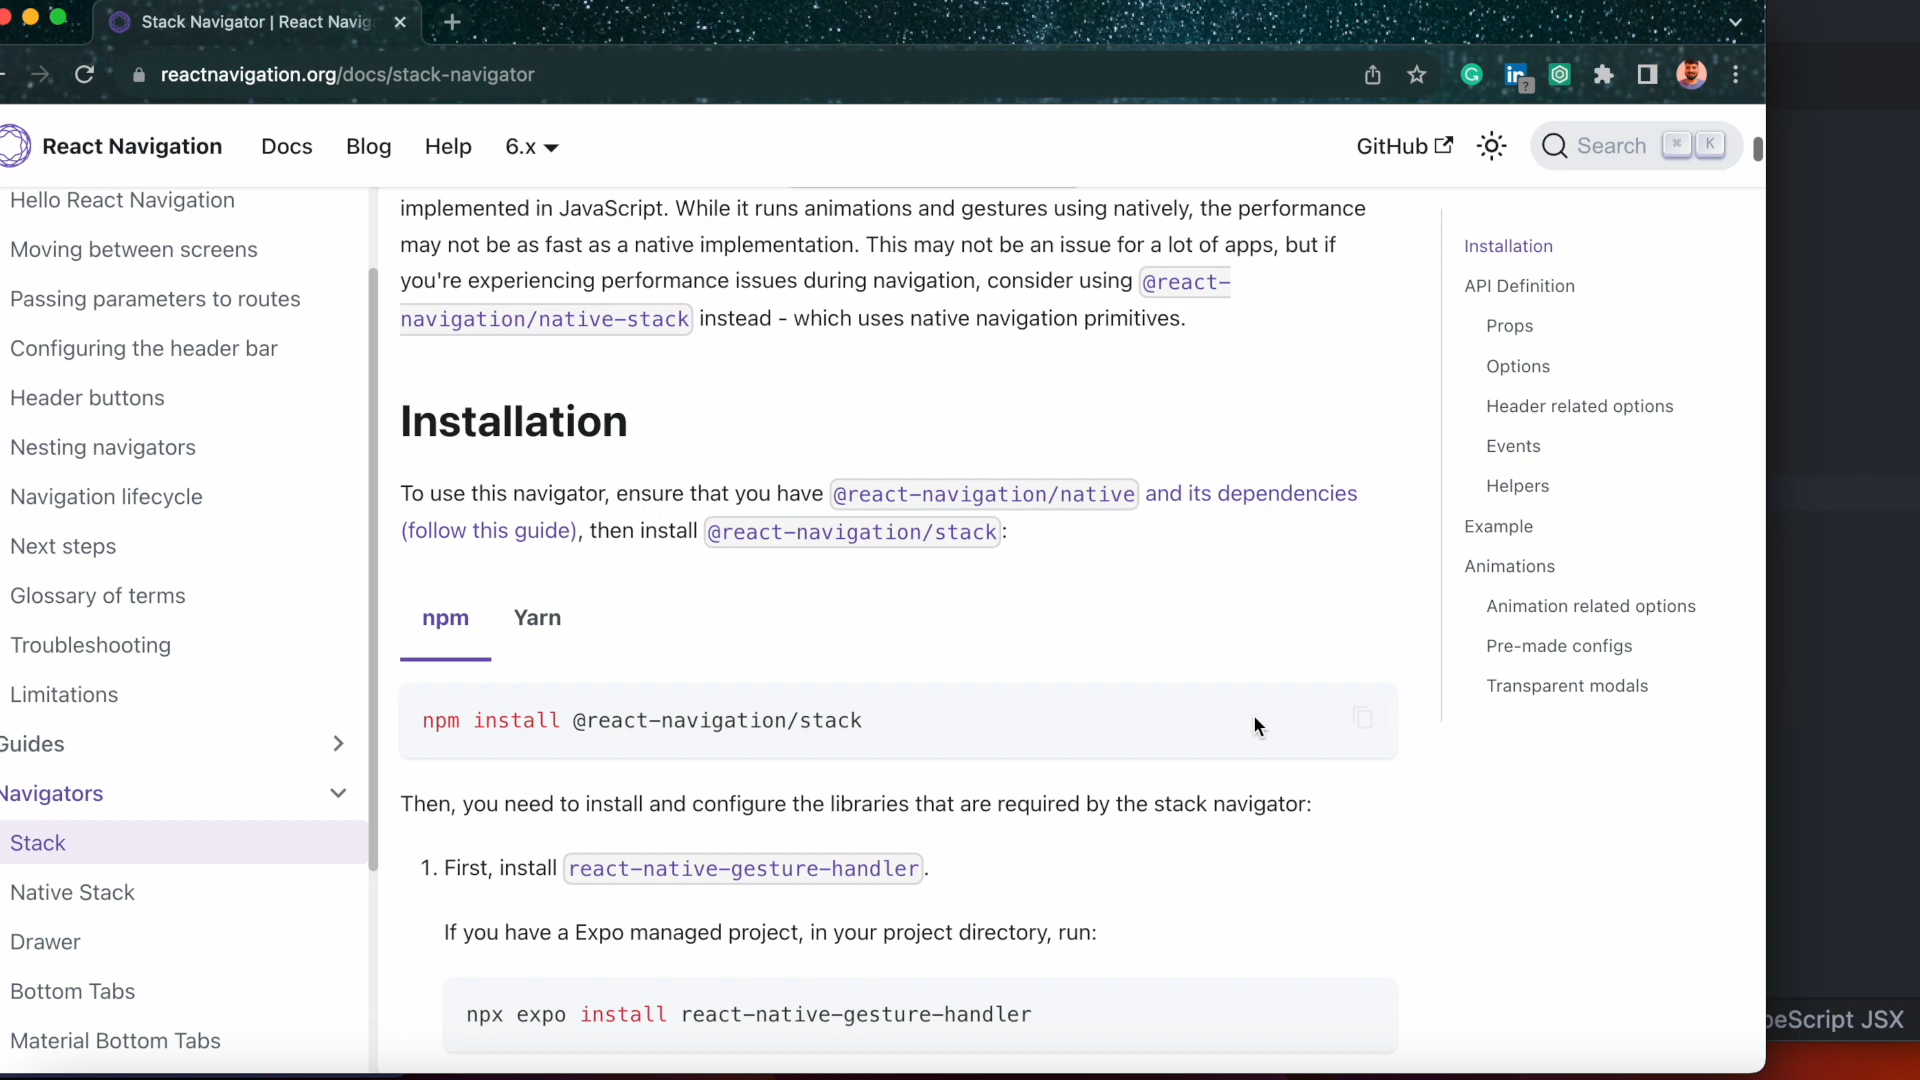 Stack Navigator | React Navig
reactnavigation.org/docs/stack-navigator
in
?
React Navigation
Docs
Blog
Help
6.x
GitHub
Search
⌘
K
Hello React Navigation
Moving between screens
Passing parameters to routes
Configuring the header bar
Header buttons
Nesting navigators
Navigation lifecycle
Next steps
Glossary of terms
Troubleshooting
Limitations
Guides
Navigators
Stack
Native Stack
Drawer
Bottom Tabs
Material Bottom Tabs
implemented in JavaScript. While it runs animations and gestures using natively, the performance
may not be as fast as a native implementation. This may not be an issue for a lot of apps, but if
you're experiencing performance issues during navigation, consider using @react-
navigation/native-stack instead - which uses native navigation primitives.
Installation
To use this navigator, ensure that you have @react-navigation/native and its dependencies
(follow this guide), then install @react-navigation/stack:
npm
Yarn
npm install @react-navigation/stack
Then, you need to install and configure the libraries that are required by the stack navigator:
1. First, install react-native-gesture-handler.
If you have a Expo managed project, in your project directory, run:
npx expo install react-native-gesture-handler
Installation
API Definition
Props
Options
Header related options
Events
Helpers
Example
Animations
Animation related options
Pre-made configs
Transparent modals
peScript JSX